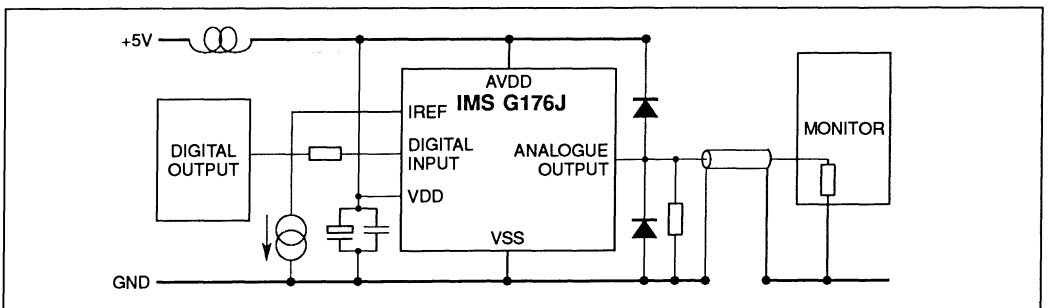 +5V
AVDD
IMS G176J
IREF
DIGITAL
OUTPUT
DIGITAL
INPUT
ANALOGUE
OUTPUT
MONITOR
VDD
VSS
GND